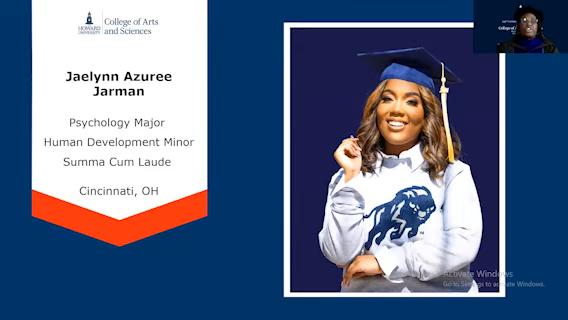 HOWARD
UNIVERSITY
College of Arts
and Sciences
Jaelynn Azuree
Jarman
Psychology Major
Human Development Minor
Summa Cum Laude
Cincinnati, OH
Activate Windows
Go to Settings to activate Windows.